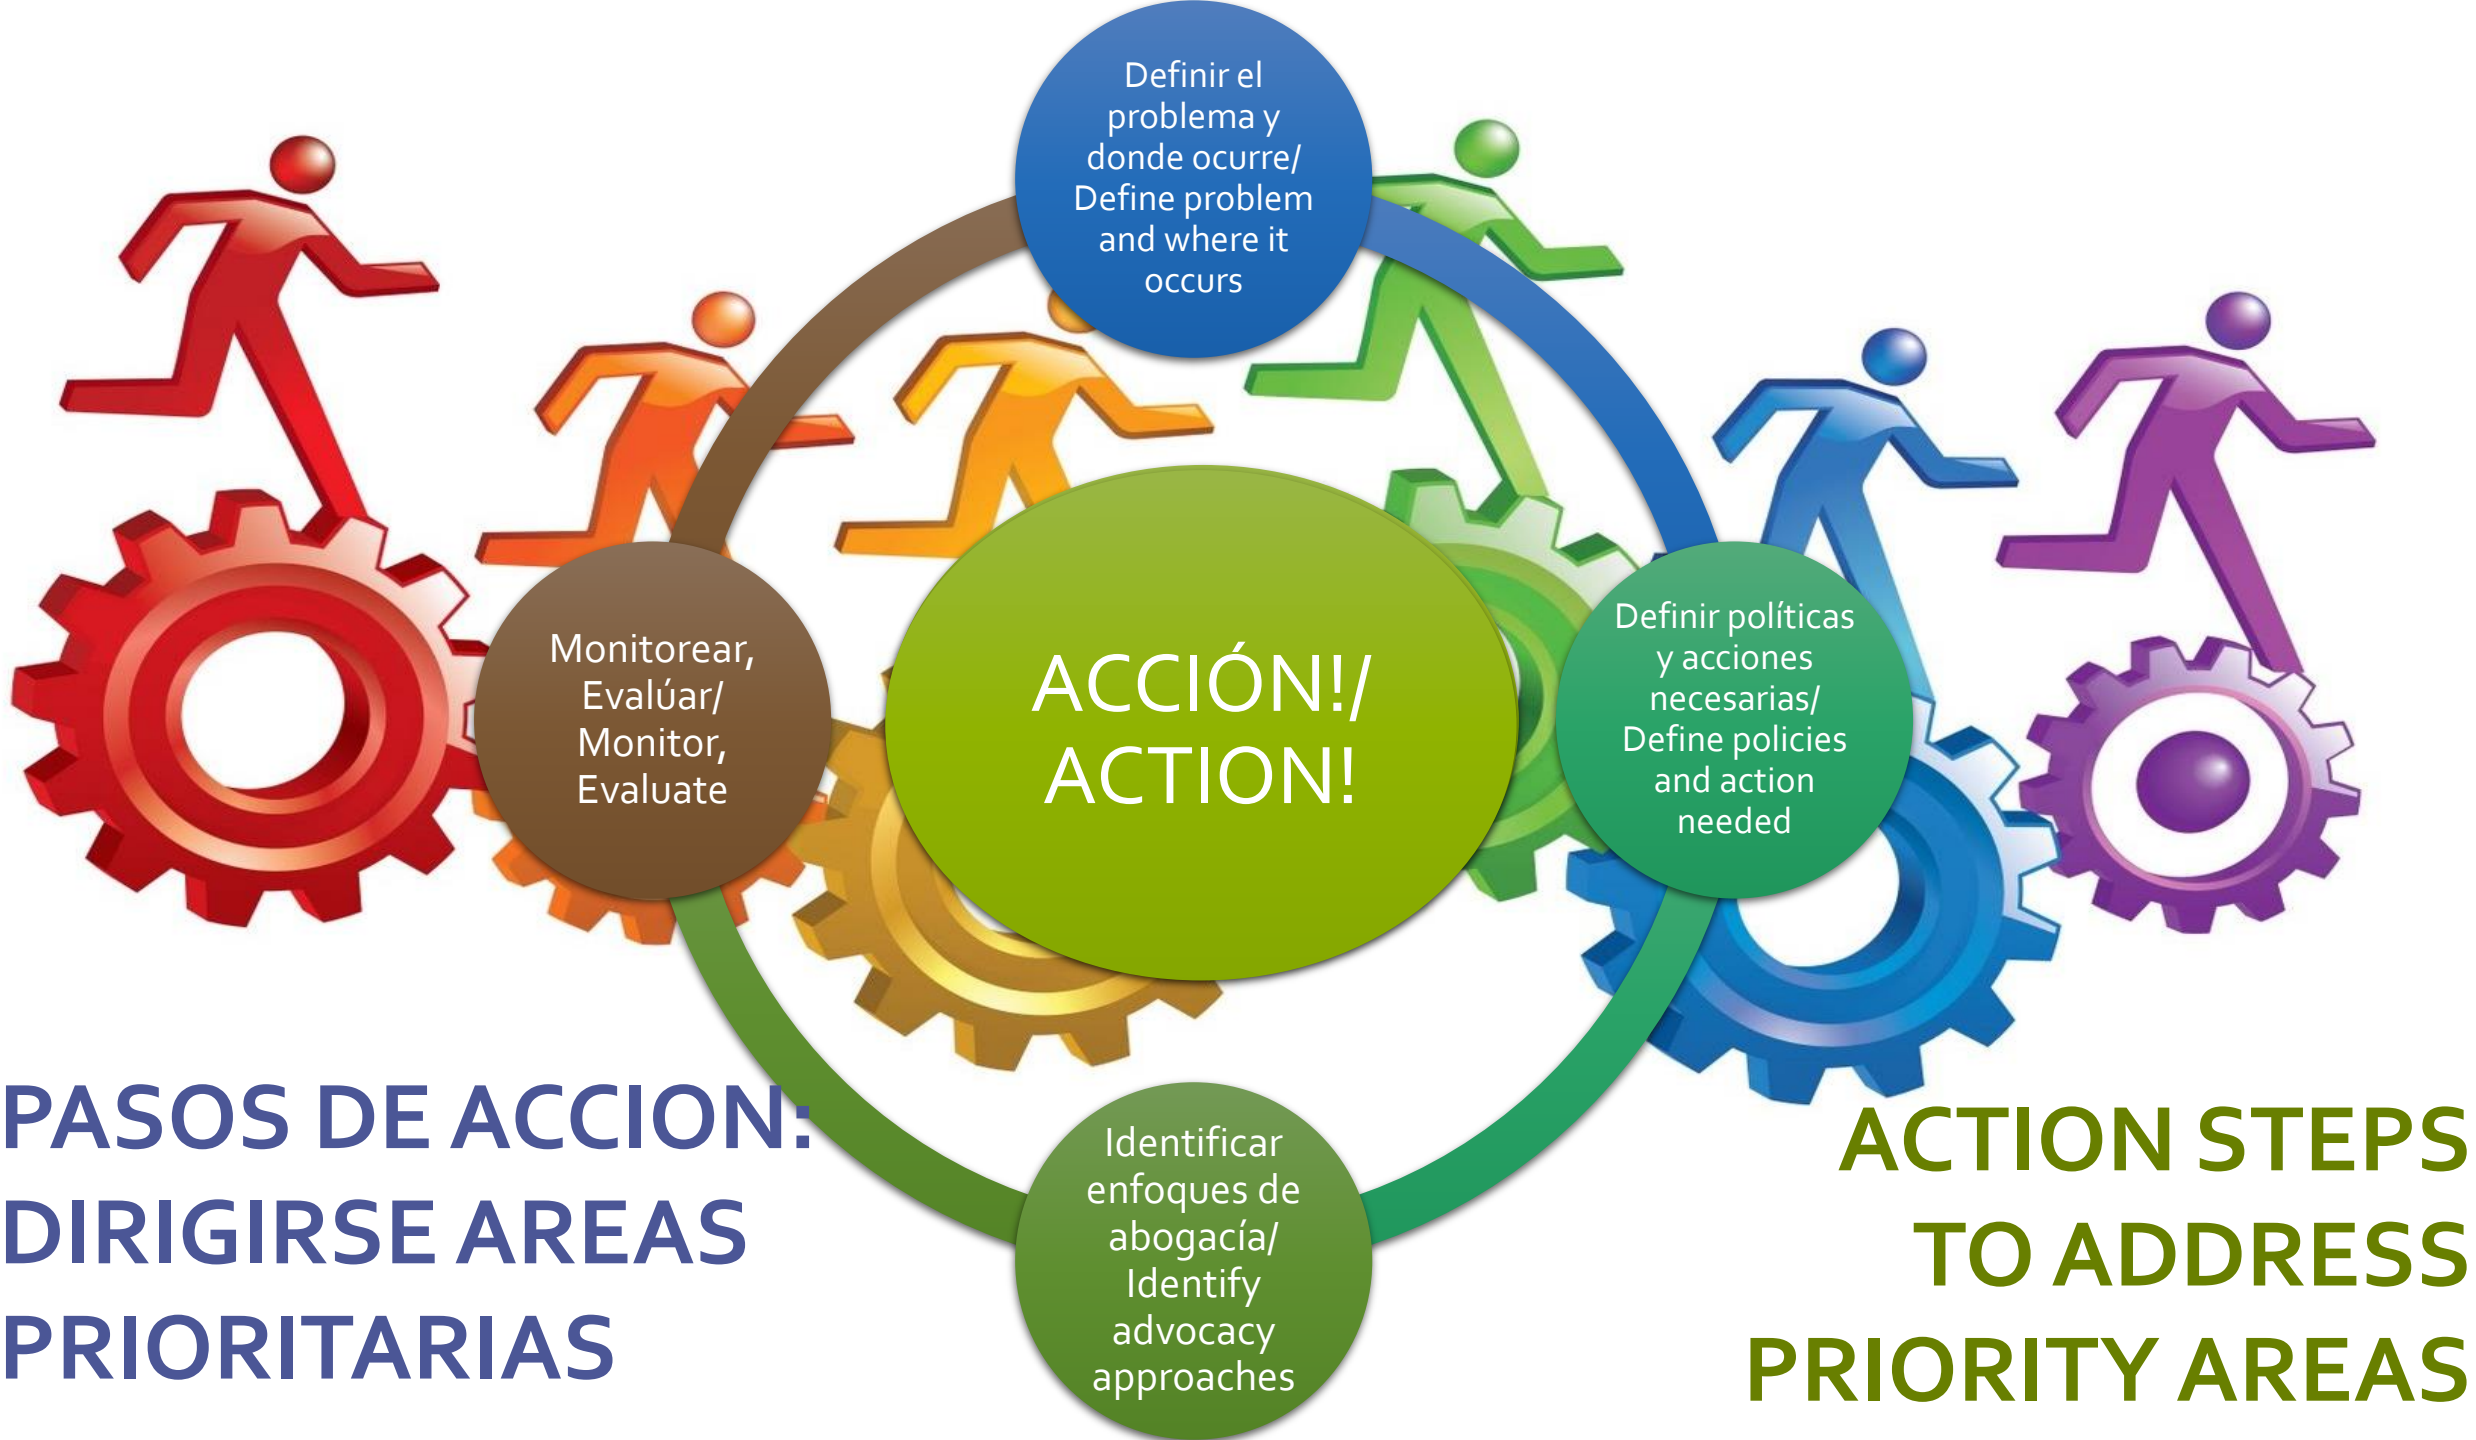 Definir el
problema y
donde ocurre/
Define problem
and where it
occurs
Definir políticas
y acciones
necesarias/
Define policies
and action
needed
Identificar
enfoques de
abogacía/
Identify
advocacy
approaches
Monitorear,
Evalúar/
Monitor,
Evaluate
ACCIÓN!/
ACTION!
PASOS DE ACCION:
DIRIGIRSE AREAS
PRIORITARIAS
ACTION STEPS
TO ADDRESS
PRIORITY AREAS